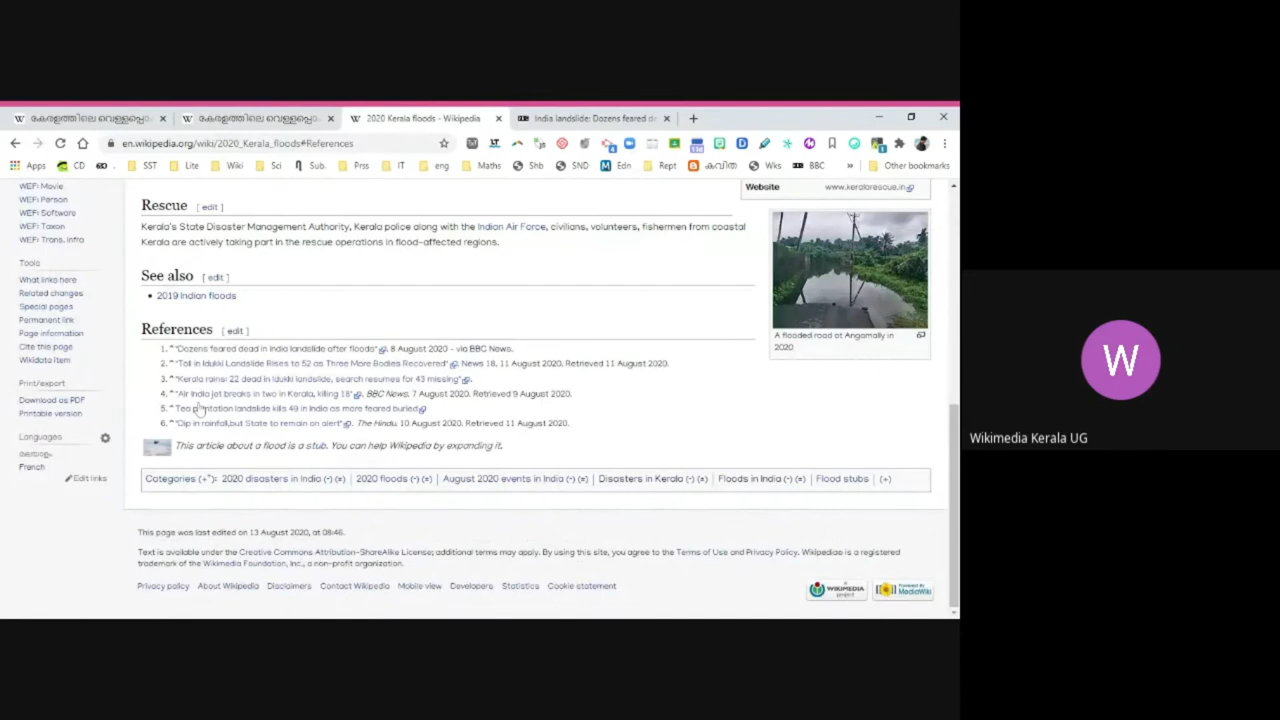 കേരളത്തിലെ വെള്ളപ്പൊ
കേരളത്തിലെ വെള്ളപ്പൊ
2020 Kerala floods - Wikipedia
India landslide: Dozens feared de
en.wikipedia.org/wiki/2020_Kerala_floods#References
Apps CD GO SST Lite Wiki Sci Sub. Prss IT eng Maths Shb SND Edn Rept കവിത Wks BBC » Other bookmarks
WEFi Movie
WEFi Person
WEFi Software
WEFi Taxon
WEFi Trans. infra
Tools
What links here
Related changes
Special pages
Permanent link
Page information
Cite this page
Wikidata item
Print/export
Download as PDF
Printable version
Languages
മലയാളം
French
Edit links
Website www.keralarescue.in
Rescue [ edit ]
Kerala's State Disaster Management Authority, Kerala police along with the Indian Air Force, civilians, volunteers, fishermen from coastal
Kerala are actively taking part in the rescue operations in flood-affected regions.
A flooded road at Angamally in
2020
See also [ edit ]
• 2019 Indian floods
References [ edit ]
1. ^ "Dozens feared dead in India landslide after floods". 8 August 2020 – via BBC News.
2. ^ "Toll in Idukki Landslide Rises to 52 as Three More Bodies Recovered". News 18. 11 August 2020. Retrieved 11 August 2020.
3. ^ "Kerala rains: 22 dead in Idukki landslide, search resumes for 43 missing".
4. ^ "Air India jet breaks in two in Kerala, killing 18". BBC News. 7 August 2020. Retrieved 9 August 2020.
5. ^ Tea plantation landslide kills 49 in India as more feared buried
6. ^ "Dip in rainfall,but State to remain on alert". The Hindu. 10 August 2020. Retrieved 11 August 2020.
This article about a flood is a stub. You can help Wikipedia by expanding it.
Categories (++): 2020 disasters in India (-) (±) | 2020 floods (-) (±) | August 2020 events in India (-) (±) | Disasters in Kerala (-) (±) | Floods in India (-) (±) | Flood stubs | (+)
This page was last edited on 13 August 2020, at 08:46.
Text is available under the Creative Commons Attribution-ShareAlike License; additional terms may apply. By using this site, you agree to the Terms of Use and Privacy Policy. Wikipedia® is a registered
trademark of the Wikimedia Foundation, Inc., a non-profit organization.
Privacy policy About Wikipedia Disclaimers Contact Wikipedia Mobile view Developers Statistics Cookie statement
A WIKIMEDIA project
Powered By MediaWiki
W
Wikimedia Kerala UG